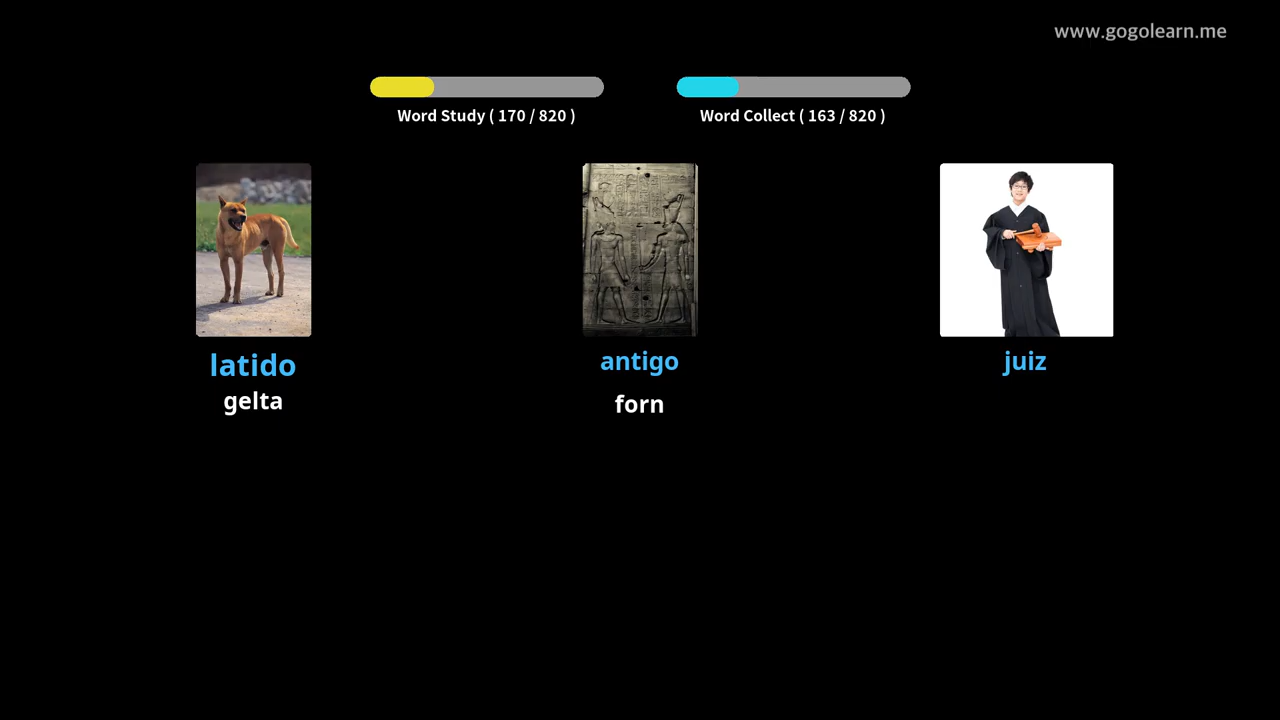 www.gogolearn.me
Word Study ( 170 / 820 )
Word Collect ( 163 / 820 )
latido
antigo
juiz
gelta
forn